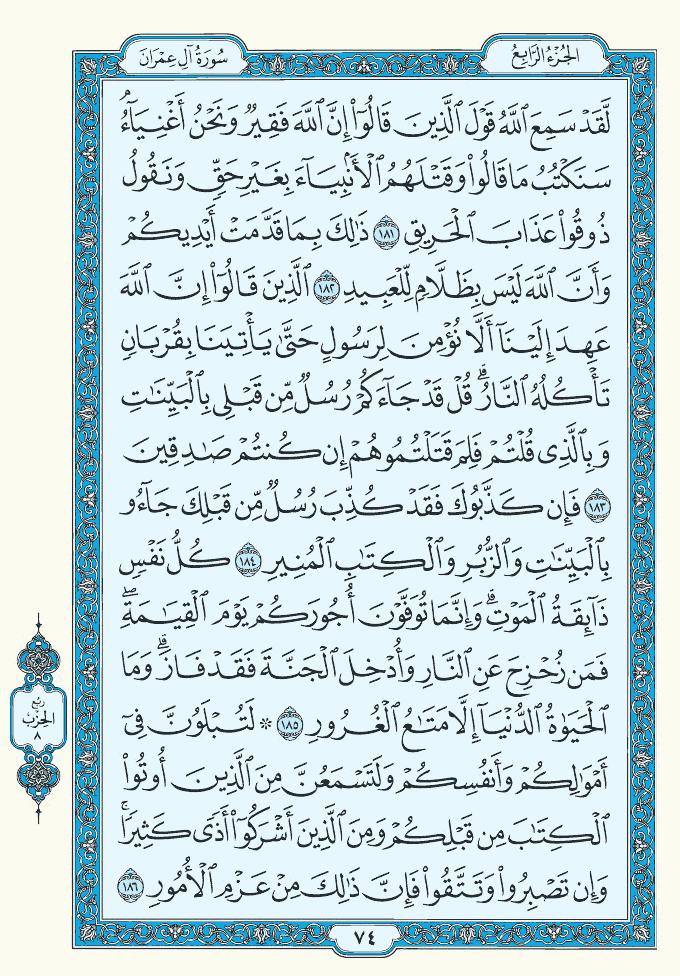 الجُزْءُ الرَّابِعُ
سُورَةُ آلِ عِمْرَانَ
لَّقَدْ سَمِعَ ٱللَّهُ قَوْلَ ٱلَّذِينَ قَالُوٓا۟ إِنَّ ٱللَّهَ فَقِيرٌ وَنَحْنُ أَغْنِيَآءُ ۘ
سَنَكْتُبُ مَا قَالُوا۟ وَقَتْلَهُمُ ٱلْأَنۢبِيَآءَ بِغَيْرِ حَقٍّ وَنَقُولُ
ذُوقُوا۟ عَذَابَ ٱلْحَرِيقِ ١٨١ ذَٰلِكَ بِمَا قَدَّمَتْ أَيْدِيكُمْ
وَأَنَّ ٱللَّهَ لَيْسَ بِظَلَّامٍ لِّلْعَبِيدِ ١٨٢ ٱلَّذِينَ قَالُوٓا۟ إِنَّ ٱللَّهَ
عَهِدَ إِلَيْنَآ أَلَّا نُؤْمِنَ لِرَسُولٍ حَتَّىٰ يَأْتِيَنَا بِقُرْبَانٍ
تَأْكُلُهُ ٱلنَّارُ ۗ قُلْ قَدْ جَآءَكُمْ رُسُلٌ مِّن قَبْلِى بِٱلْبَيِّنَٰتِ
وَبِٱلَّذِى قُلْتُمْ فَلِمَ قَتَلْتُمُوهُمْ إِن كُنتُمْ صَٰدِقِينَ
١٨٣ فَإِن كَذَّبُوكَ فَقَدْ كُذِّبَ رُسُلٌ مِّن قَبْلِكَ جَآءُو
بِٱلْبَيِّنَٰتِ وَٱلزُّبُرِ وَٱلْكِتَٰبِ ٱلْمُنِيرِ ١٨٤ كُلُّ نَفْسٍ
ذَآئِقَةُ ٱلْمَوْتِ ۗ وَإِنَّمَا تُوَفَّوْنَ أُجُورَكُمْ يَوْمَ ٱلْقِيَٰمَةِ ۖ
فَمَن زُحْزِحَ عَنِ ٱلنَّارِ وَأُدْخِلَ ٱلْجَنَّةَ فَقَدْ فَازَ ۗ وَمَا
ٱلْحَيَوٰةُ ٱلدُّنْيَآ إِلَّا مَتَٰعُ ٱلْغُرُورِ ١٨٥ ۞ لَتُبْلَوُنَّ فِىٓ
أَمْوَٰلِكُمْ وَأَنفُسِكُمْ وَلَتَسْمَعُنَّ مِنَ ٱلَّذِينَ أُوتُوا۟
ٱلْكِتَٰبَ مِن قَبْلِكُمْ وَمِنَ ٱلَّذِينَ أَشْرَكُوٓا۟ أَذًى كَثِيرًا ۚ
وَإِن تَصْبِرُوا۟ وَتَتَّقُوا۟ فَإِنَّ ذَٰلِكَ مِنْ عَزْمِ ٱلْأُمُورِ ١٨٦
رُبْع
الحِزْب
٨
٧٤